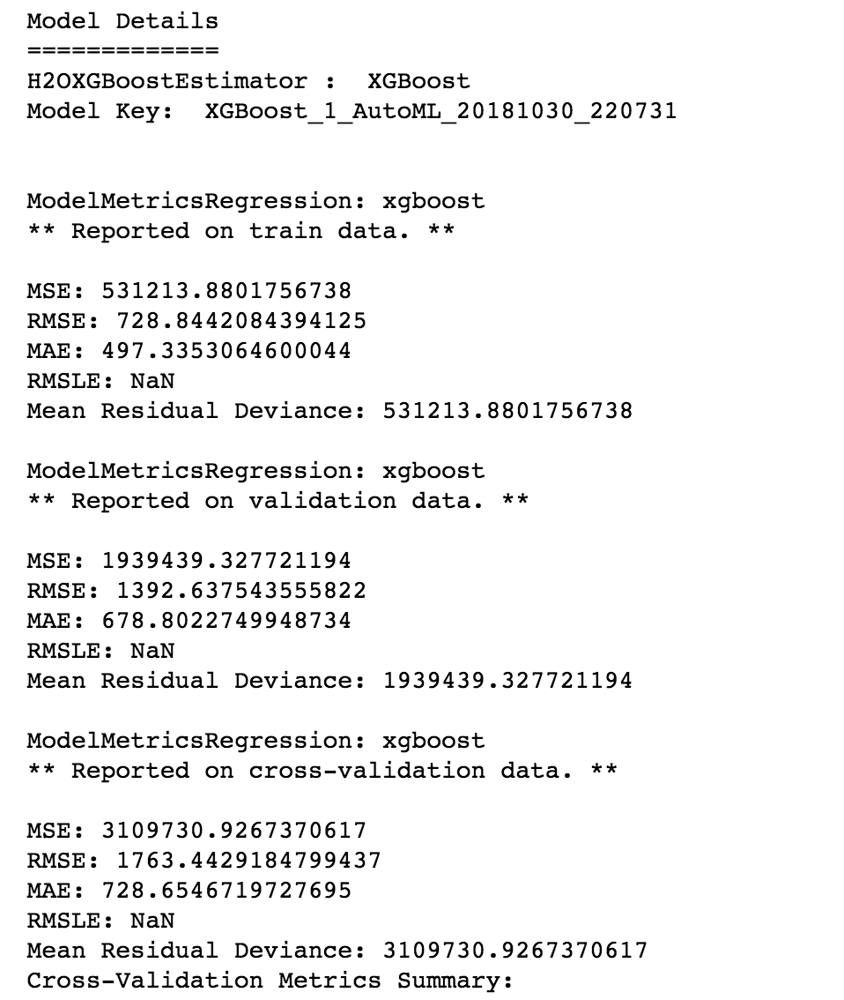 Model Details
=============
H2OXGBoostEstimator :  XGBoost
Model Key:  XGBoost_1_AutoML_20181030_220731
ModelMetricsRegression: xgboost
** Reported on train data. **
MSE: 531213.8801756738
RMSE: 728.8442084394125
MAE: 497.3353064600044
RMSLE: NaN
Mean Residual Deviance: 531213.8801756738
ModelMetricsRegression: xgboost
** Reported on validation data. **
MSE: 1939439.327721194
RMSE: 1392.637543555822
MAE: 678.8022749948734
RMSLE: NaN
Mean Residual Deviance: 1939439.327721194
ModelMetricsRegression: xgboost
** Reported on cross-validation data. **
MSE: 3109730.9267370617
RMSE: 1763.4429184799437
MAE: 728.6546719727695
RMSLE: NaN
Mean Residual Deviance: 3109730.9267370617
Cross-Validation Metrics Summary: